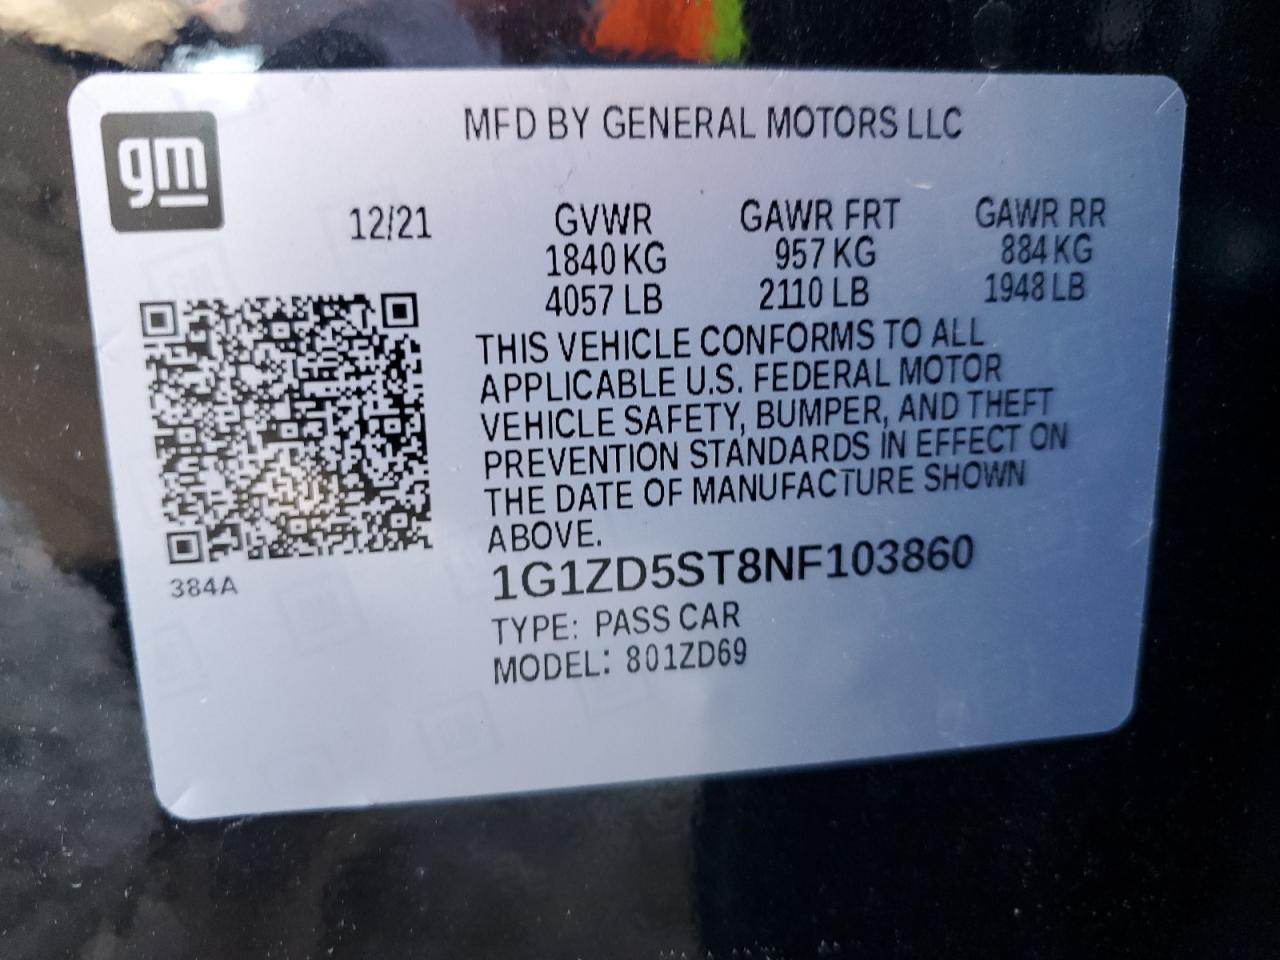 MFD BY GENERAL MOTORS LLC
gm
12/21 GVWR GAWR FRT GAWR RR
1840 KG 957 KG 884 KG
4057 LB 2110 LB 1948 LB
THIS VEHICLE CONFORMS TO ALL
APPLICABLE U.S. FEDERAL MOTOR
VEHICLE SAFETY, BUMPER, AND THEFT
PREVENTION STANDARDS IN EFFECT ON
THE DATE OF MANUFACTURE SHOWN
ABOVE.
384A
1G1ZD5ST8NF103860
TYPE: PASS CAR
MODEL: 801ZD69